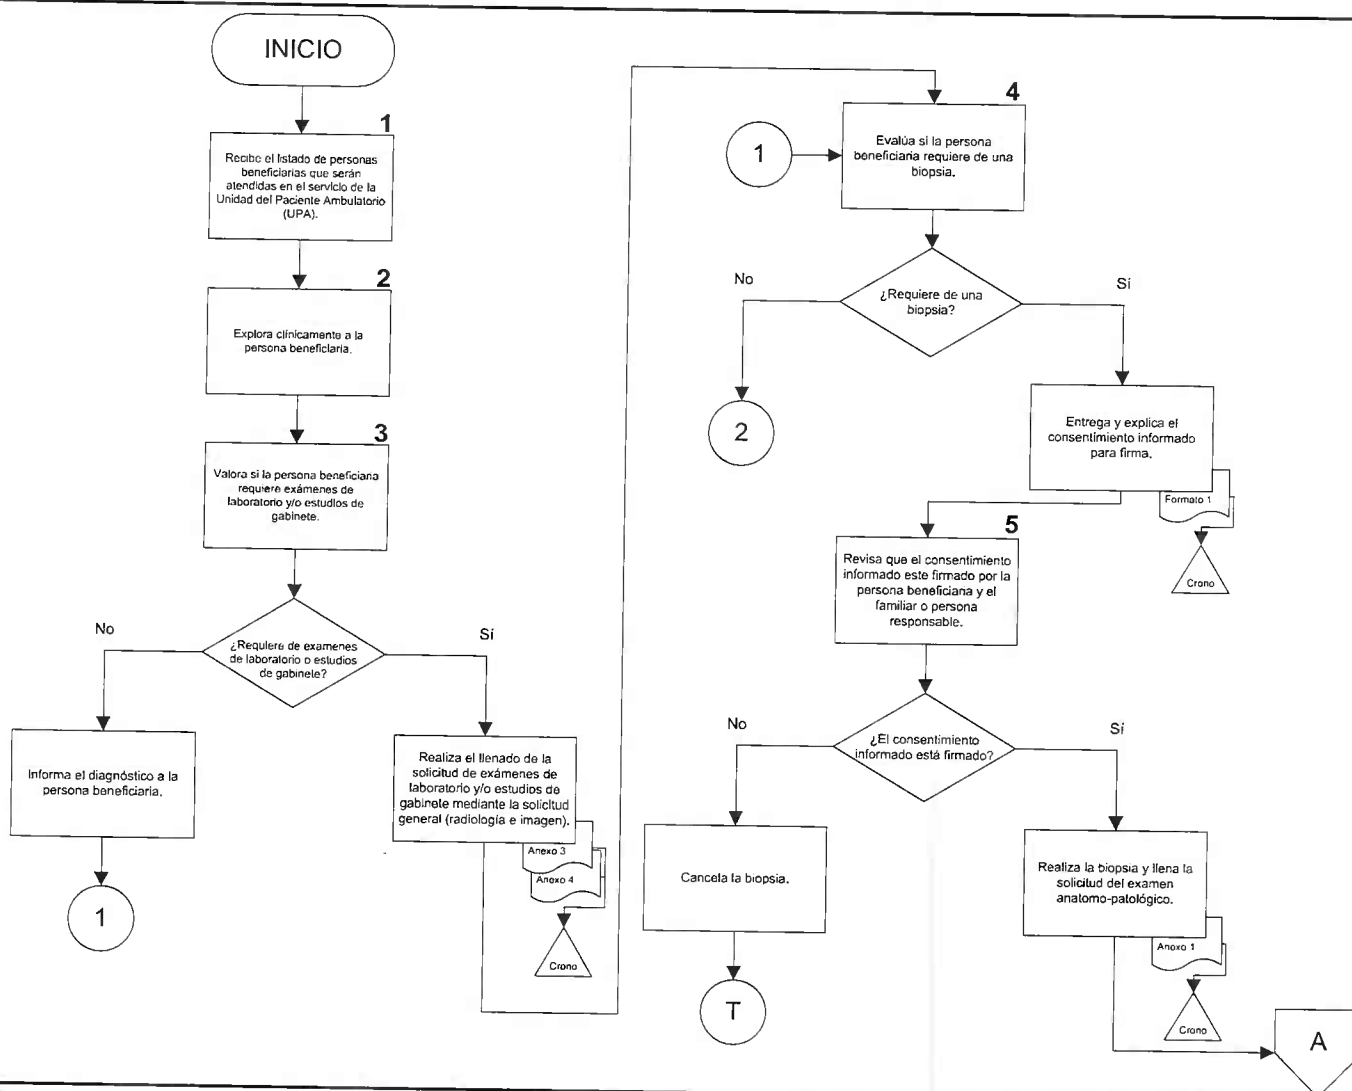 INICIO
1
Recibe el listado de personas
beneficiarias que serán
atendidas en el servicio de la
Unidad del Paciente Ambulatorio
(UPA).
2
Explora clínicamente a la
persona beneficiaria.
3
Valora si la persona beneficiaria
requiere exámenes de
laboratorio y/o estudios de
gabinete.
¿Requiere de examenes
de laboratorio o estudios
de gabinete?
No
Sí
Informa el diagnóstico a la
persona beneficiaria.
1
Realiza el llenado de la
solicitud de exámenes de
laboratorio y/o estudios de
gabinete mediante la solicitud
general (radiología e imagen).
Anexo 3
Anexo 4
Crono
4
1
Evalúa si la persona
beneficiaria requiere de una
biopsia.
¿Requiere de una
biopsia?
No
Sí
2
Entrega y explica el
consentimiento informado
para firma.
Formato 1
Crono
5
Revisa que el consentimiento
informado este firmado por la
persona beneficiaria y el
familiar o persona
responsable.
¿El consentimiento
informado está firmado?
No
Sí
Cancela la biopsia.
T
Realiza la biopsia y llena la
solicitud del examen
anatomo-patológico.
Anexo 1
Crono
A